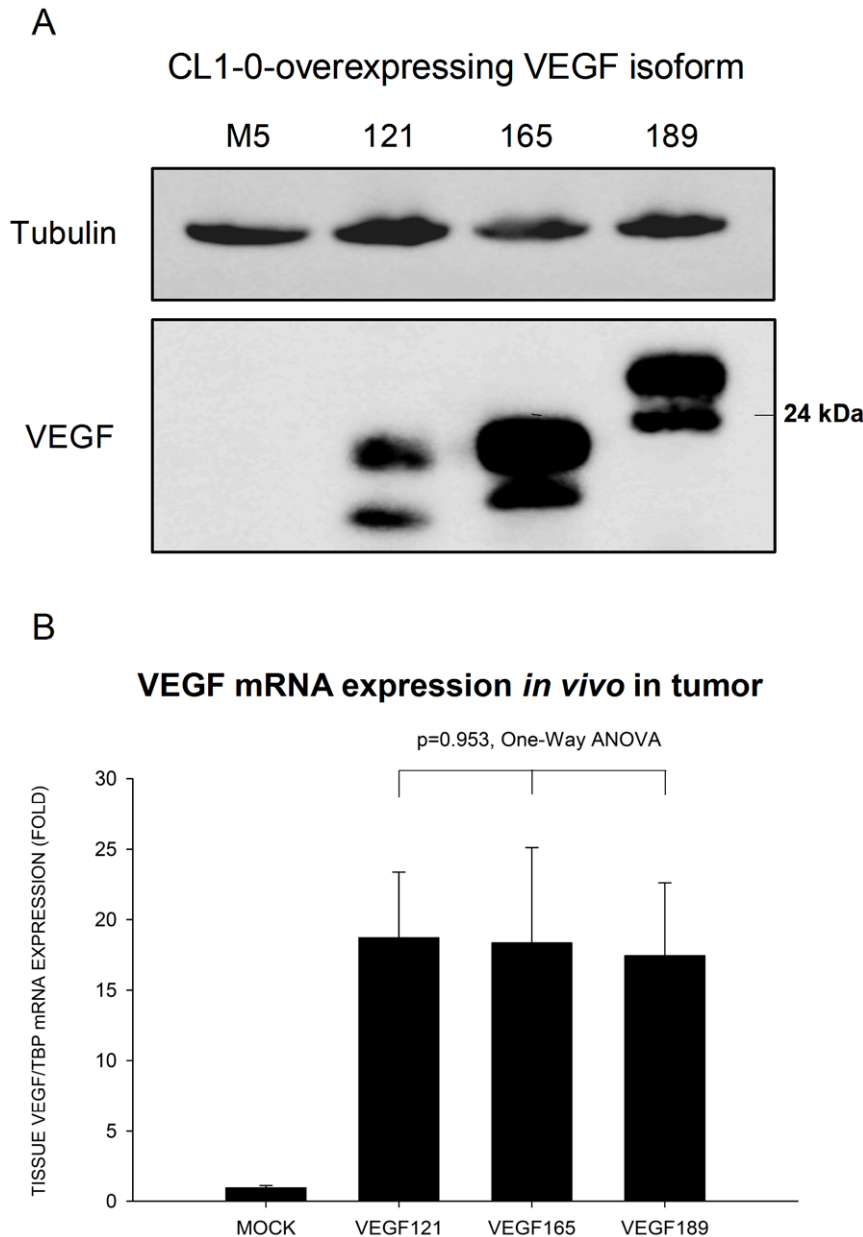 A
CL1-0-overexpressing VEGF isoform
M5 121 165 189
Tubulin
VEGF
24 kDa
B
VEGF mRNA expression in vivo in tumor
p=0.953, One-Way ANOVA
TISSUE VEGF/TBP mRNA EXPRESSION (FOLD)
30
25
20
15
10
5
0
MOCK VEGF121 VEGF165 VEGF189